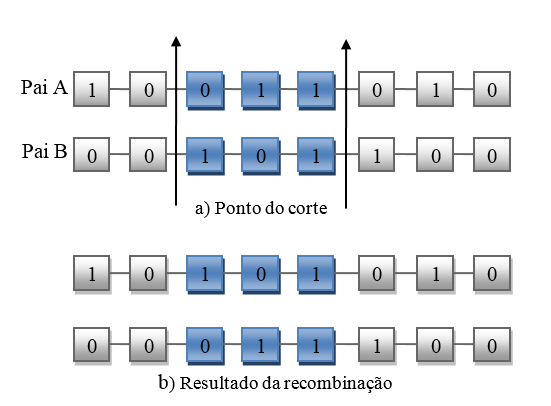 Pai A 1 0 0 1 1 0 1 0
Pai B 0 0 1 0 1 1 0 0
a) Ponto do corte
1 0 1 0 1 0 1 0
0 0 0 1 1 1 0 0
b) Resultado da recombinação